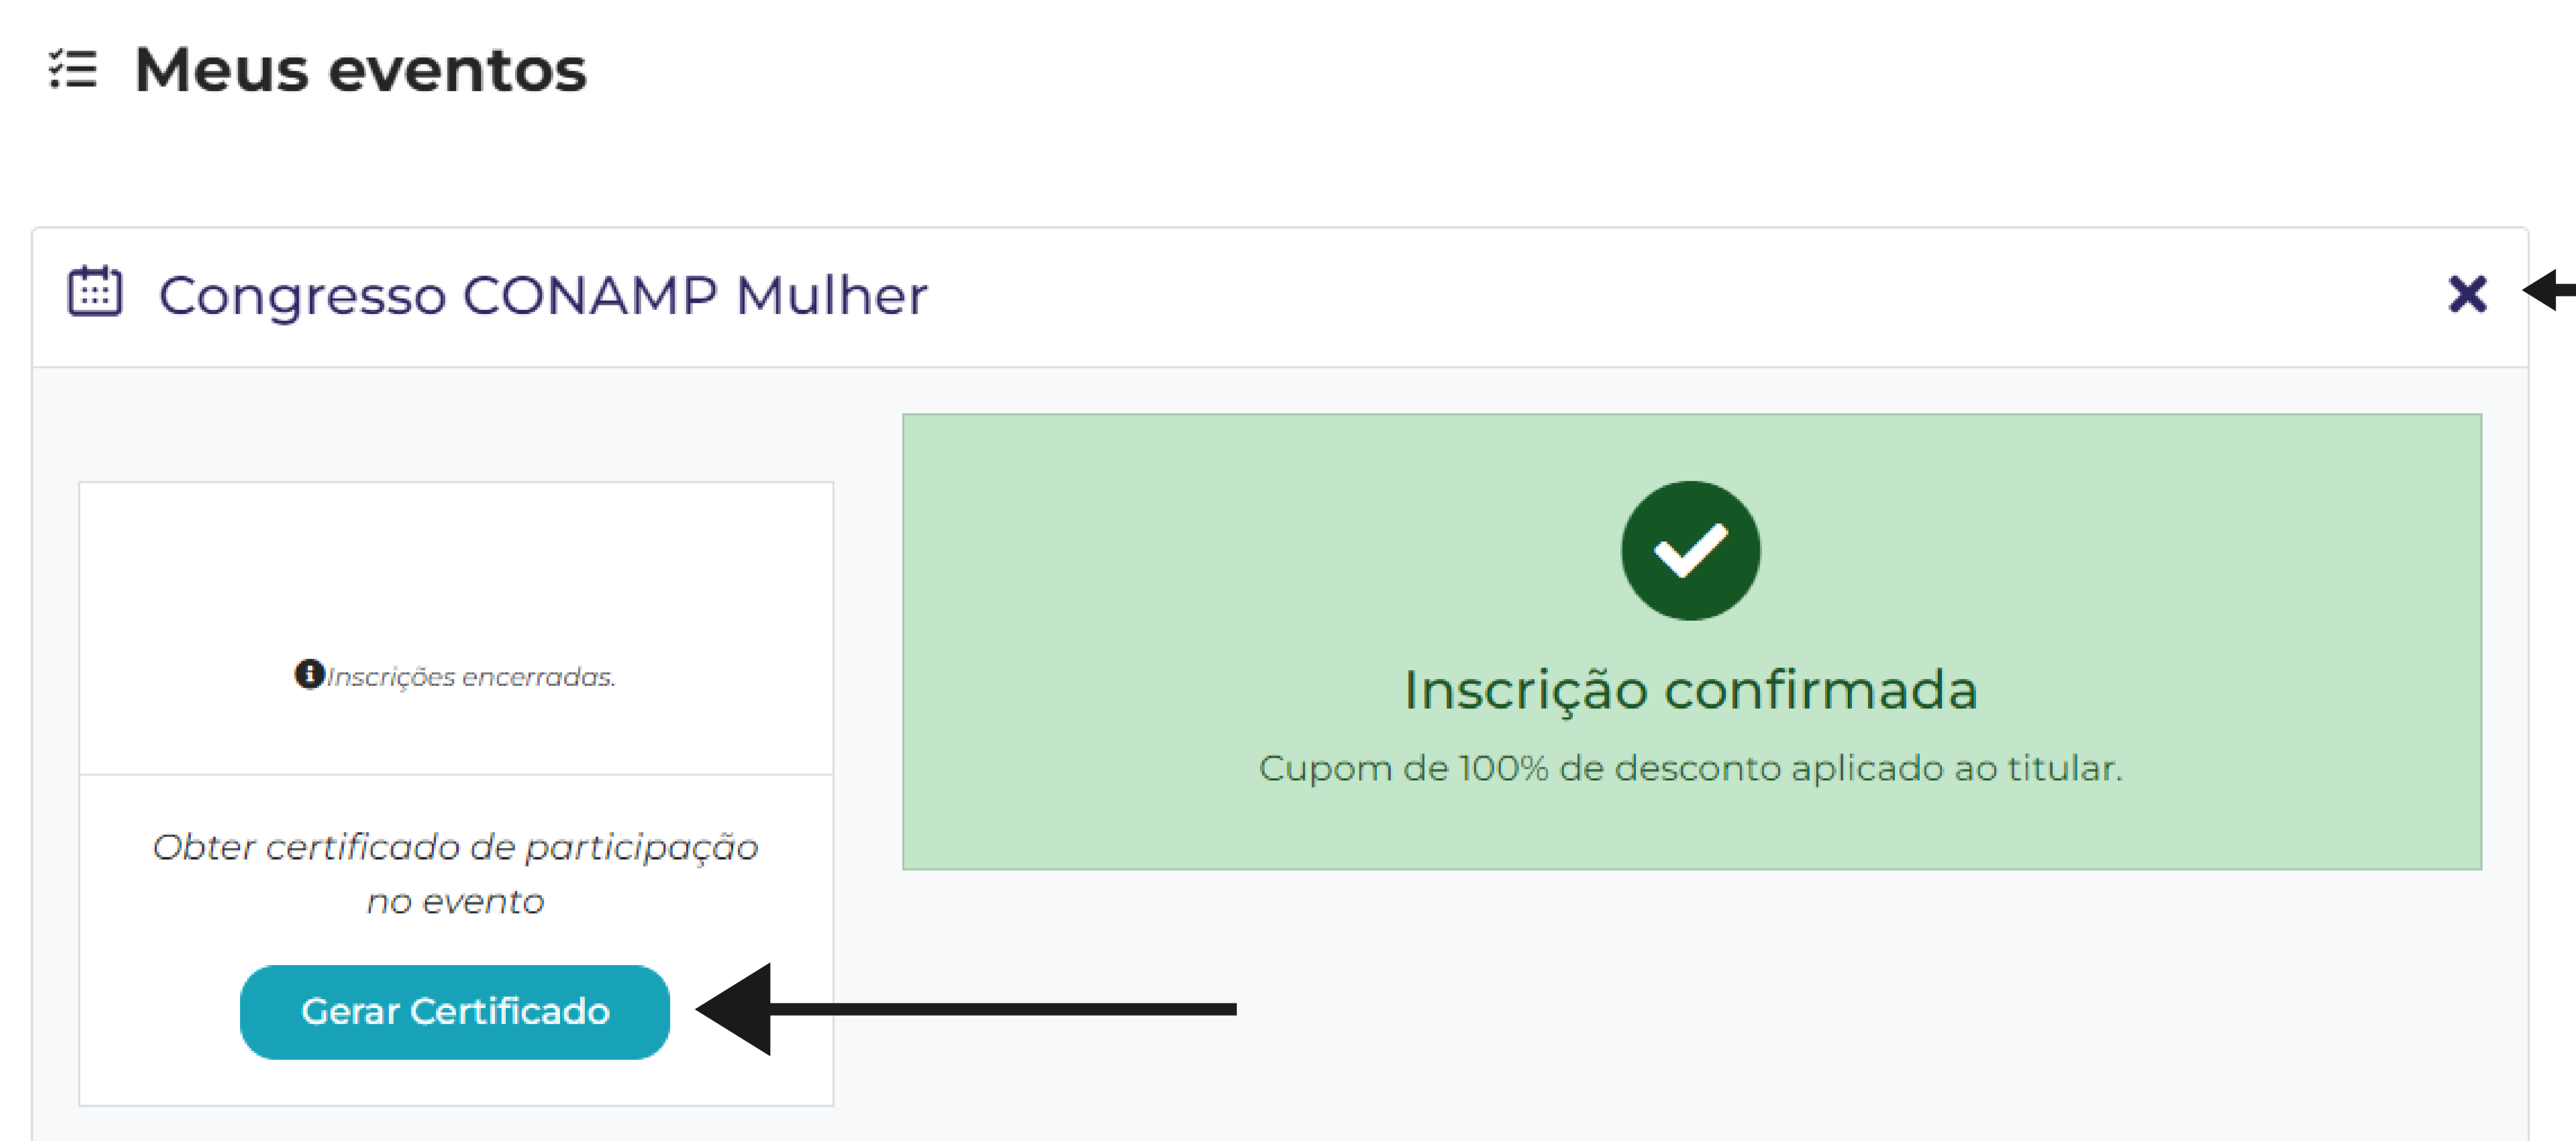 Meus eventos
Congresso CONAMP Mulher
Inscrições encerradas.
Obter certificado de participação
no evento
Gerar Certificado
Inscrição confirmada
Cupom de 100% de desconto aplicado ao titular.